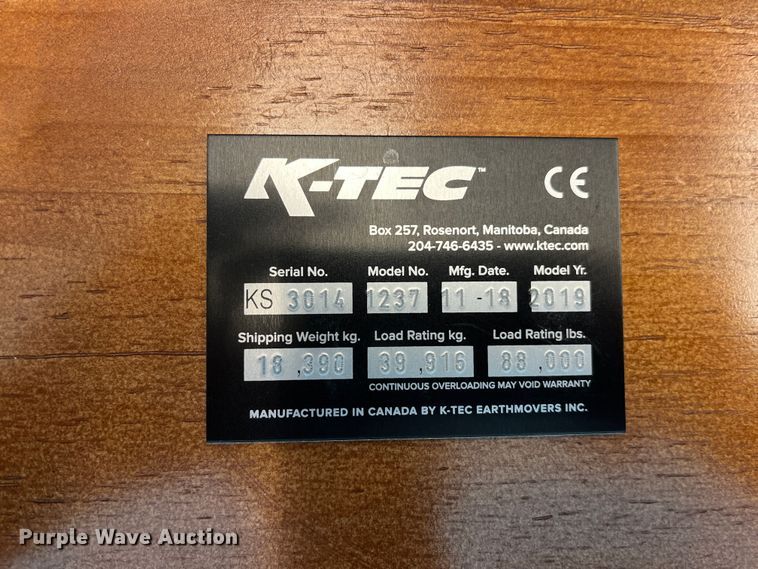 K-TEC™ CE
Box 257, Rosenort, Manitoba, Canada
204-746-6435 - www.ktec.com
Serial No. Model No. Mfg. Date. Model Yr.
KS 3014 1237 11-18 2019
Shipping Weight kg. Load Rating kg. Load Rating lbs.
18,390 39,916 88,000
CONTINUOUS OVERLOADING MAY VOID WARRANTY
MANUFACTURED IN CANADA BY K-TEC EARTHMOVERS INC.
Purple Wave Auction